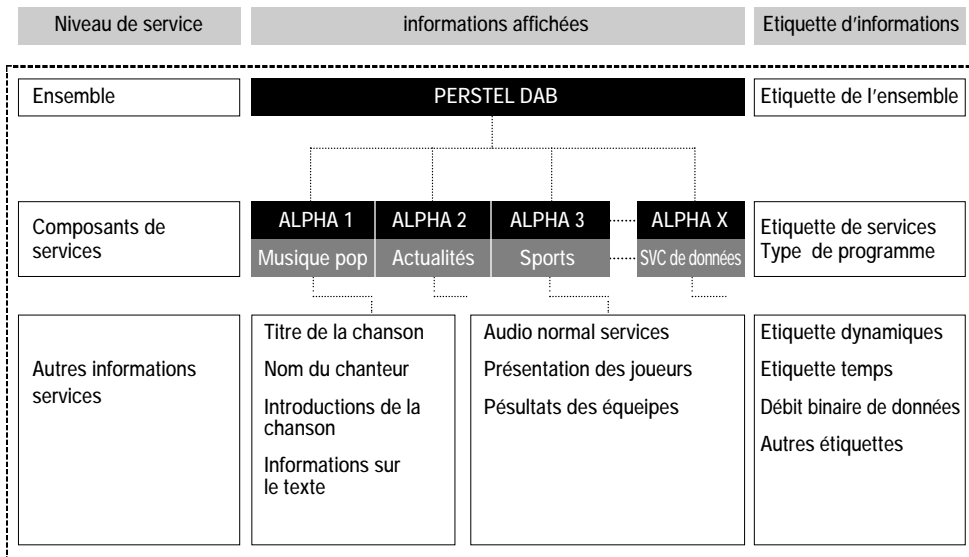 Niveau de service
informations affichées
Etiquette d'informations
Ensemble
PERSTEL DAB
Etiquette de l'ensemble
Composants de
services
ALPHA 1
ALPHA 2
ALPHA 3
ALPHA X
Musique pop
Actualités
Sports
SVC de données
Etiquette de services
Type de programme
Autres informations
services
Titre de la chanson
Nom du chanteur
Introductions de la
chanson
Informations sur
le texte
Audio normal services
Présentation des joueurs
Pésultats des équeipes
Etiquette dynamiques
Etiquette temps
Débit binaire de données
Autres étiquettes